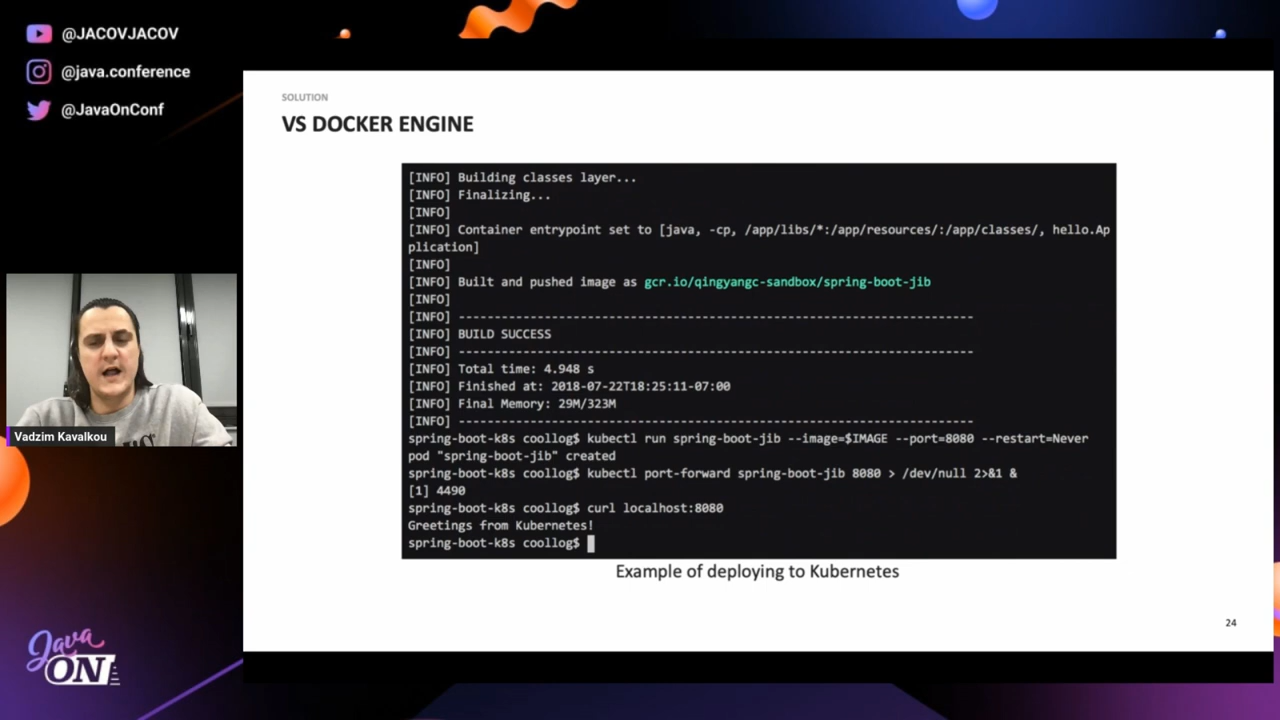 @JACOVJACOV
@java.conference
@JavaOnConf
SOLUTION
VS DOCKER ENGINE
[INFO] Building classes layer...
[INFO] Finalizing...
[INFO]
[INFO] Container entrypoint set to [java, -cp, /app/libs/*:/app/resources/:/app/classes/, hello.Ap
plication]
[INFO]
[INFO] Built and pushed image as gcr.io/qingyangc-sandbox/spring-boot-jib
[INFO]
[INFO] ------------------------------------------------------------------------
[INFO] BUILD SUCCESS
[INFO] ------------------------------------------------------------------------
[INFO] Total time: 4.948 s
[INFO] Finished at: 2018-07-22T18:25:11-07:00
[INFO] Final Memory: 29M/323M
[INFO] ------------------------------------------------------------------------
spring-boot-k8s coollog$ kubectl run spring-boot-jib --image=$IMAGE --port=8080 --restart=Never
pod "spring-boot-jib" created
spring-boot-k8s coollog$ kubectl port-forward spring-boot-jib 8080 > /dev/null 2>&1 &
[1] 4490
spring-boot-k8s coollog$ curl localhost:8080
Greetings from Kubernetes!
spring-boot-k8s coollog$
Example of deploying to Kubernetes
24
Vadzim Kavalkou
Java
ON